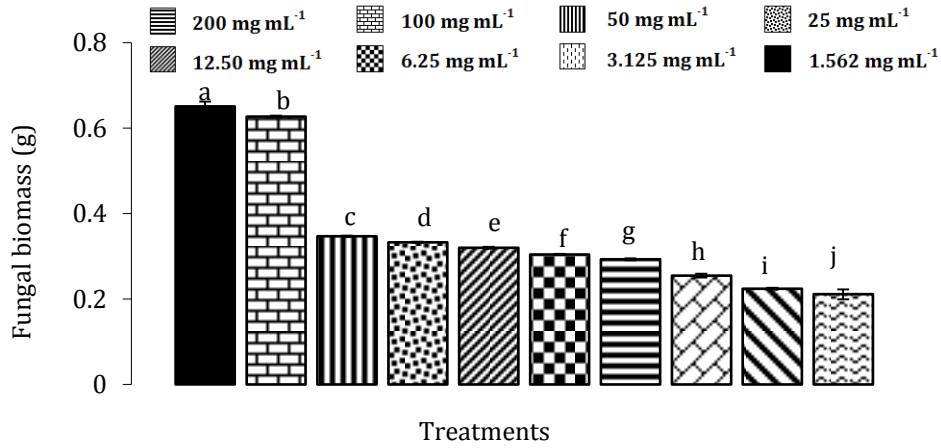 200 mg mL⁻¹ 100 mg mL⁻¹ 50 mg mL⁻¹ 25 mg mL⁻¹
12.50 mg mL⁻¹ 6.25 mg mL⁻¹ 3.125 mg mL⁻¹ 1.562 mg mL⁻¹
Fungal biomass (g)
0.8
0.6
0.4
0.2
0
a b c d e f g h i j
Treatments